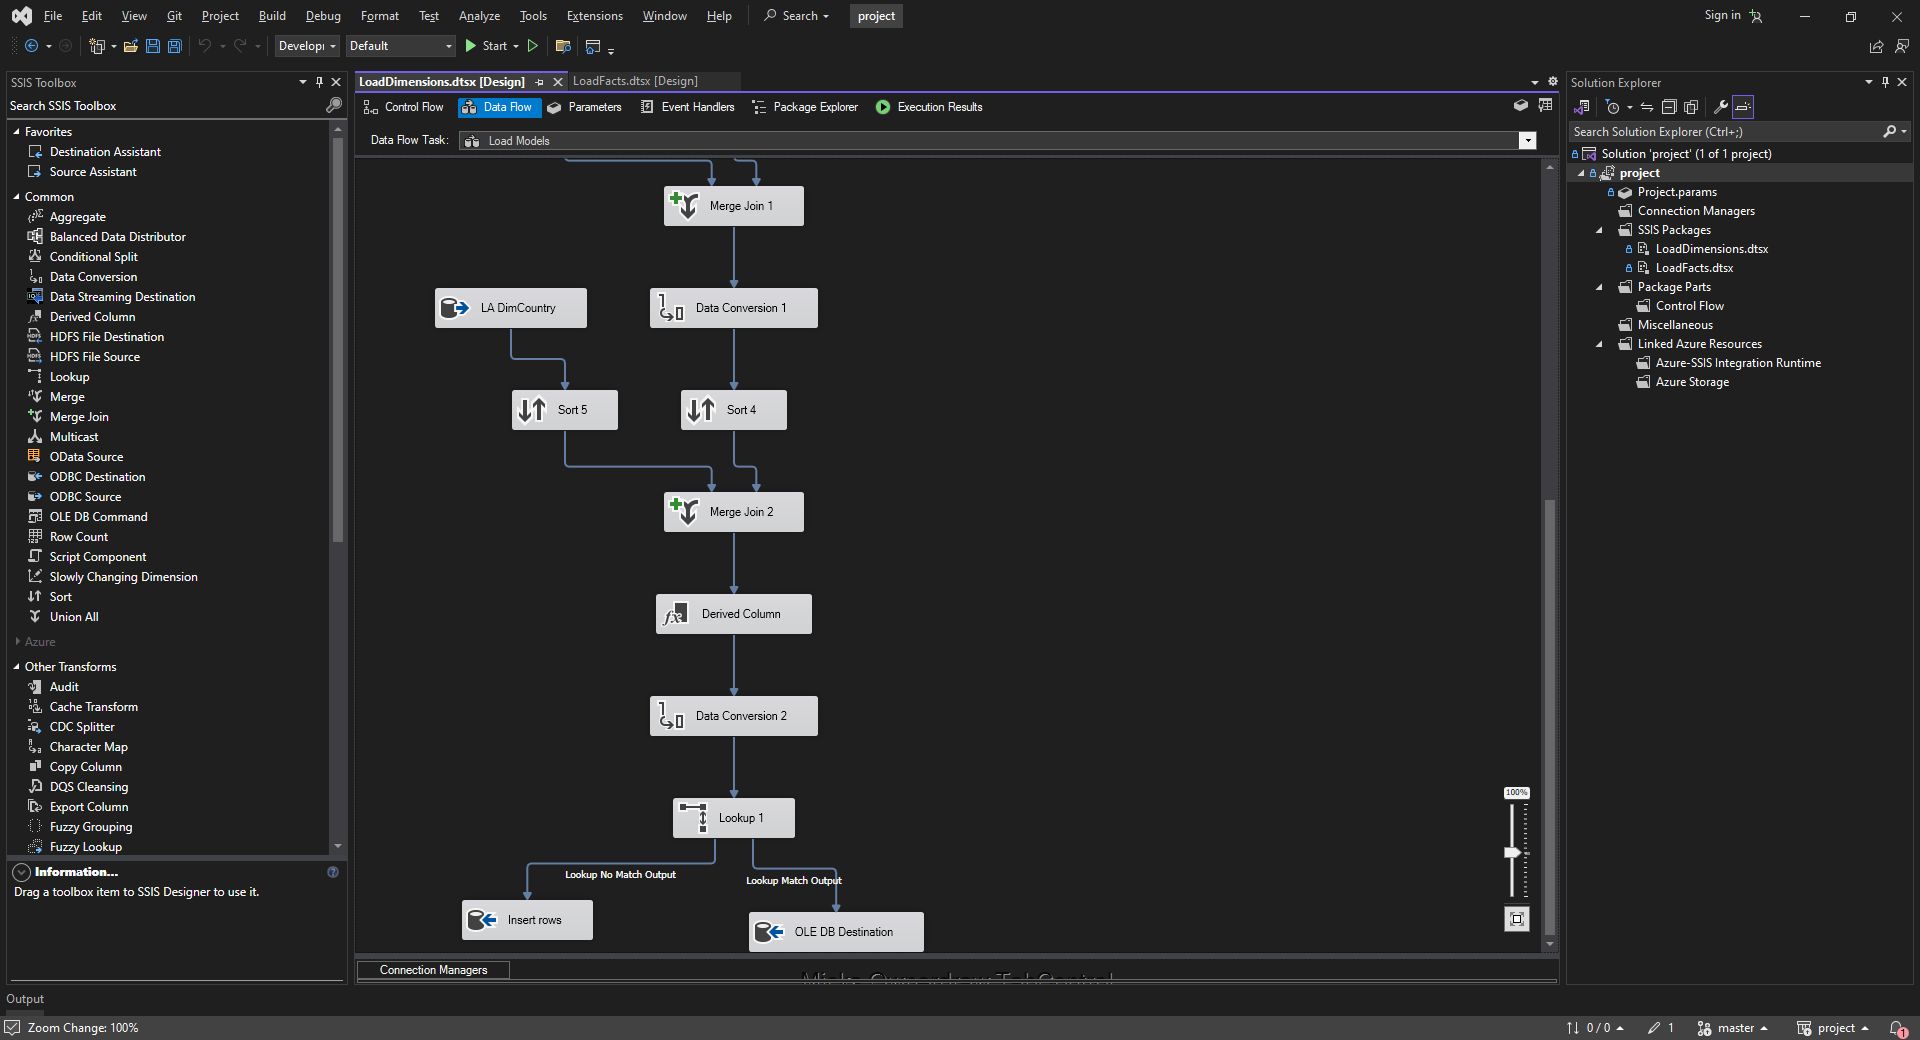 File Edit View Git Project Build Debug Format Test Analyze Tools Extensions Window Help Search project Sign in
Developı Default Start
SSIS Toolbox
Search SSIS Toolbox
Favorites
Destination Assistant
Source Assistant
Common
Aggregate
Balanced Data Distributor
Conditional Split
Data Conversion
Data Streaming Destination
Derived Column
HDFS File Destination
HDFS File Source
Lookup
Merge
Merge Join
Multicast
OData Source
ODBC Destination
ODBC Source
OLE DB Command
Row Count
Script Component
Slowly Changing Dimension
Sort
Union All
Azure
Other Transforms
Audit
Cache Transform
CDC Splitter
Character Map
Copy Column
DQS Cleansing
Export Column
Fuzzy Grouping
Fuzzy Lookup
Information...
Drag a toolbox item to SSIS Designer to use it.
LoadDimensions.dtsx [Design] LoadFacts.dtsx [Design]
Control Flow Data Flow Parameters Event Handlers Package Explorer Execution Results
Data Flow Task: Load Models
Merge Join 1
LA DimCountry Data Conversion 1
Sort 5 Sort 4
Merge Join 2
Derived Column
Data Conversion 2
Lookup 1
Lookup No Match Output
Lookup Match Output
Insert rows
OLE DB Destination
100%
Connection Managers
Solution Explorer
Search Solution Explorer (Ctrl+;)
Solution 'project' (1 of 1 project)
project
Project.params
Connection Managers
SSIS Packages
LoadDimensions.dtsx
LoadFacts.dtsx
Package Parts
Control Flow
Miscellaneous
Linked Azure Resources
Azure-SSIS Integration Runtime
Azure Storage
Output
Zoom Change: 100% 0 / 0 1 master project 1